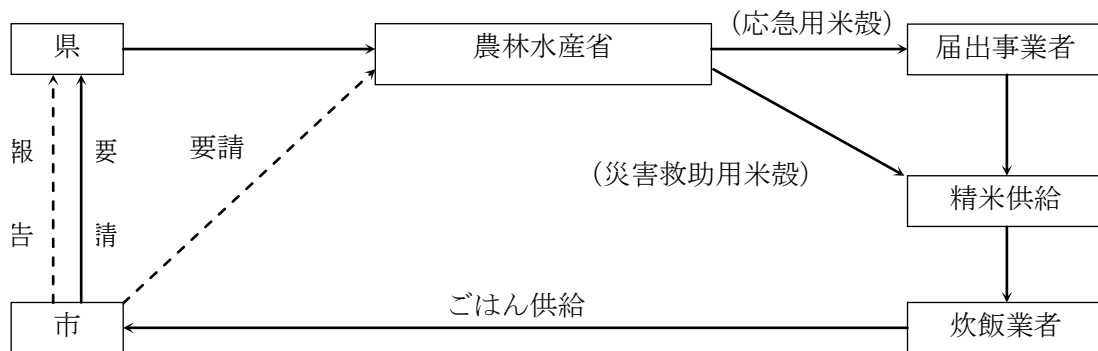 (応急用米殻)
県
農林水産省
届出事業者
報告
要請
要請
(災害救助用米殻)
精米供給
ごはん供給
市
炊飯業者